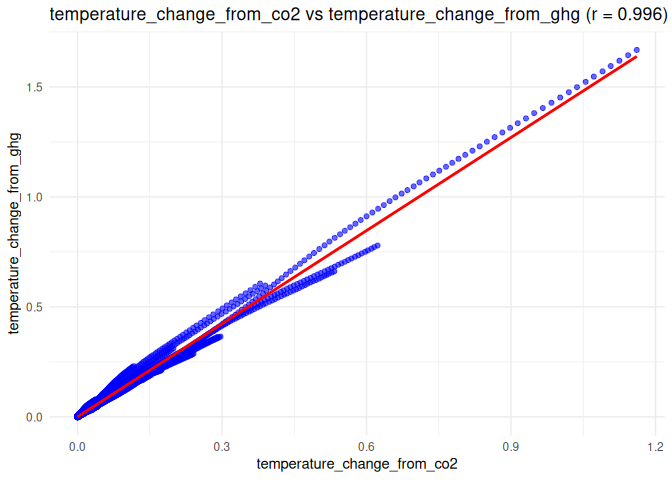 temperature_change_from_co2 vs temperature_change_from_ghg (r = 0.996)
temperature_change_from_ghg
1.5
1.0
0.5
0.0
0.0 0.3 0.6 0.9 1.2
temperature_change_from_co2